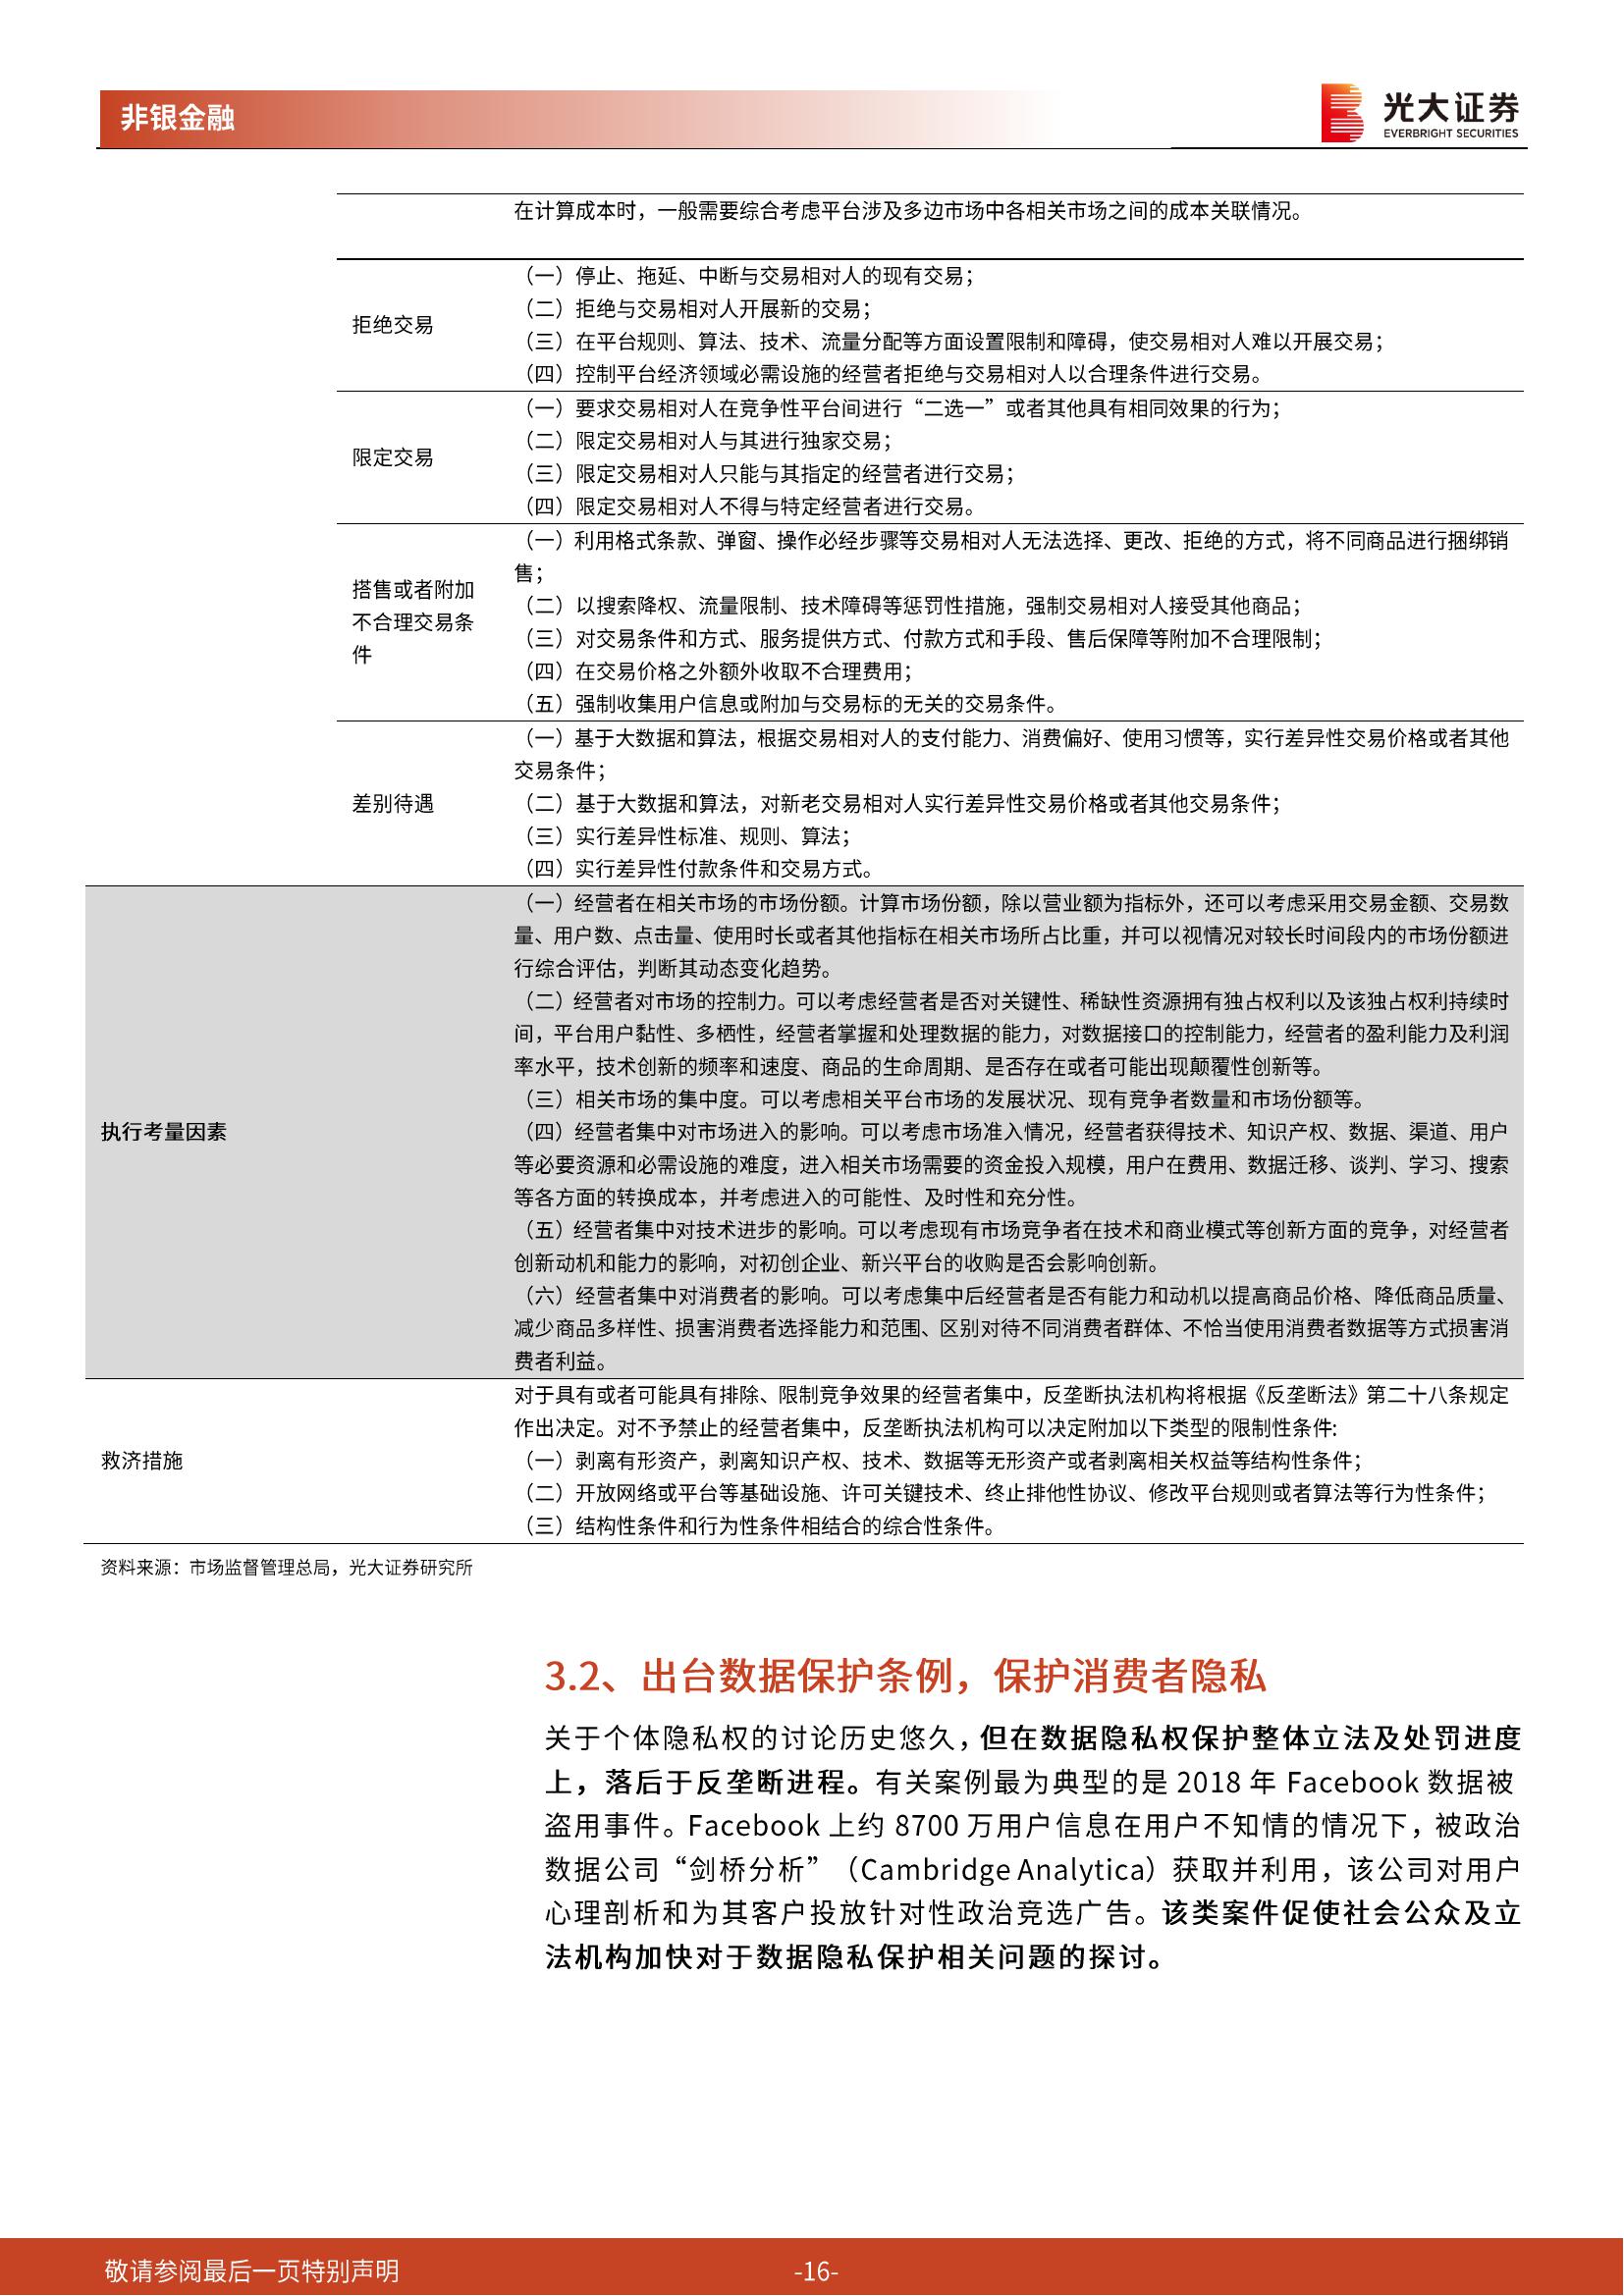 非银金融
光大证券
EVERBRIGHT SECURITIES
在计算成本时，一般需要综合考虑平台涉及多边市场中各相关市场之间的成本关联情况。
拒绝交易
（一）停止、拖延、中断与交易相对人的现有交易；
（二）拒绝与交易相对人开展新的交易；
（三）在平台规则、算法、技术、流量分配等方面设置限制和障碍，使交易相对人难以开展交易；
（四）控制平台经济领域必需设施的经营者拒绝与交易相对人以合理条件进行交易。
限定交易
（一）要求交易相对人在竞争性平台间进行“二选一”或者其他具有相同效果的行为；
（二）限定交易相对人与其进行独家交易；
（三）限定交易相对人只能与其指定的经营者进行交易；
（四）限定交易相对人不得与特定经营者进行交易。
搭售或者附加
不合理交易条
件
（一）利用格式条款、弹窗、操作必经步骤等交易相对人无法选择、更改、拒绝的方式，将不同商品进行捆绑销
售；
（二）以搜索降权、流量限制、技术障碍等惩罚性措施，强制交易相对人接受其他商品；
（三）对交易条件和方式、服务提供方式、付款方式和手段、售后保障等附加不合理限制；
（四）在交易价格之外额外收取不合理费用；
（五）强制收集用户信息或附加与交易标的无关的交易条件。
差别待遇
（一）基于大数据和算法，根据交易相对人的支付能力、消费偏好、使用习惯等，实行差异性交易价格或者其他
交易条件；
（二）基于大数据和算法，对新老交易相对人实行差异性交易价格或者其他交易条件；
（三）实行差异性标准、规则、算法；
（四）实行差异性付款条件和交易方式。
执行考量因素
（一）经营者在相关市场的市场份额。计算市场份额，除以营业额为指标外，还可以考虑采用交易金额、交易数
量、用户数、点击量、使用时长或者其他指标在相关市场所占比重，并可以视情况对较长时间段内的市场份额进
行综合评估，判断其动态变化趋势。
（二）经营者对市场的控制力。可以考虑经营者是否对关键性、稀缺性资源拥有独占权利以及该独占权利持续时
间，平台用户黏性、多栖性，经营者掌握和处理数据的能力，对数据接口的控制能力，经营者的盈利能力及利润
率水平，技术创新的频率和速度、商品的生命周期、是否存在或者可能出现颠覆性创新等。
（三）相关市场的集中度。可以考虑相关平台市场的发展状况、现有竞争者数量和市场份额等。
（四）经营者集中对市场进入的影响。可以考虑市场准入情况，经营者获得技术、知识产权、数据、渠道、用户
等必要资源和必需设施的难度，进入相关市场需要的资金投入规模，用户在费用、数据迁移、谈判、学习、搜索
等各方面的转换成本，并考虑进入的可能性、及时性和充分性。
（五）经营者集中对技术进步的影响。可以考虑现有市场竞争者在技术和商业模式等创新方面的竞争，对经营者
创新动机和能力的影响，对初创企业、新兴平台的收购是否会影响创新。
（六）经营者集中对消费者的影响。可以考虑集中后经营者是否有能力和动机以提高商品价格、降低商品质量、
减少商品多样性、损害消费者选择能力和范围、区别对待不同消费者群体、不恰当使用消费者数据等方式损害消
费者利益。
救济措施
对于具有或者可能具有排除、限制竞争效果的经营者集中，反垄断执法机构将根据《反垄断法》第二十八条规定
作出决定。对不予禁止的经营者集中，反垄断执法机构可以决定附加以下类型的限制性条件:
（一）剥离有形资产，剥离知识产权、技术、数据等无形资产或者剥离相关权益等结构性条件；
（二）开放网络或平台等基础设施、许可关键技术、终止排他性协议、修改平台规则或者算法等行为性条件；
（三）结构性条件和行为性条件相结合的综合性条件。
资料来源：市场监督管理总局，光大证券研究所
3.2、出台数据保护条例，保护消费者隐私
关于个体隐私权的讨论历史悠久，但在数据隐私权保护整体立法及处罚进度
上，落后于反垄断进程。有关案例最为典型的是 2018 年 Facebook 数据被
盗用事件。Facebook 上约 8700 万用户信息在用户不知情的情况下，被政治
数据公司“剑桥分析”（Cambridge Analytica）获取并利用，该公司对用户
心理剖析和为其客户投放针对性政治竞选广告。该类案件促使社会公众及立
法机构加快对于数据隐私保护相关问题的探讨。
敬请参阅最后一页特别声明
-16-